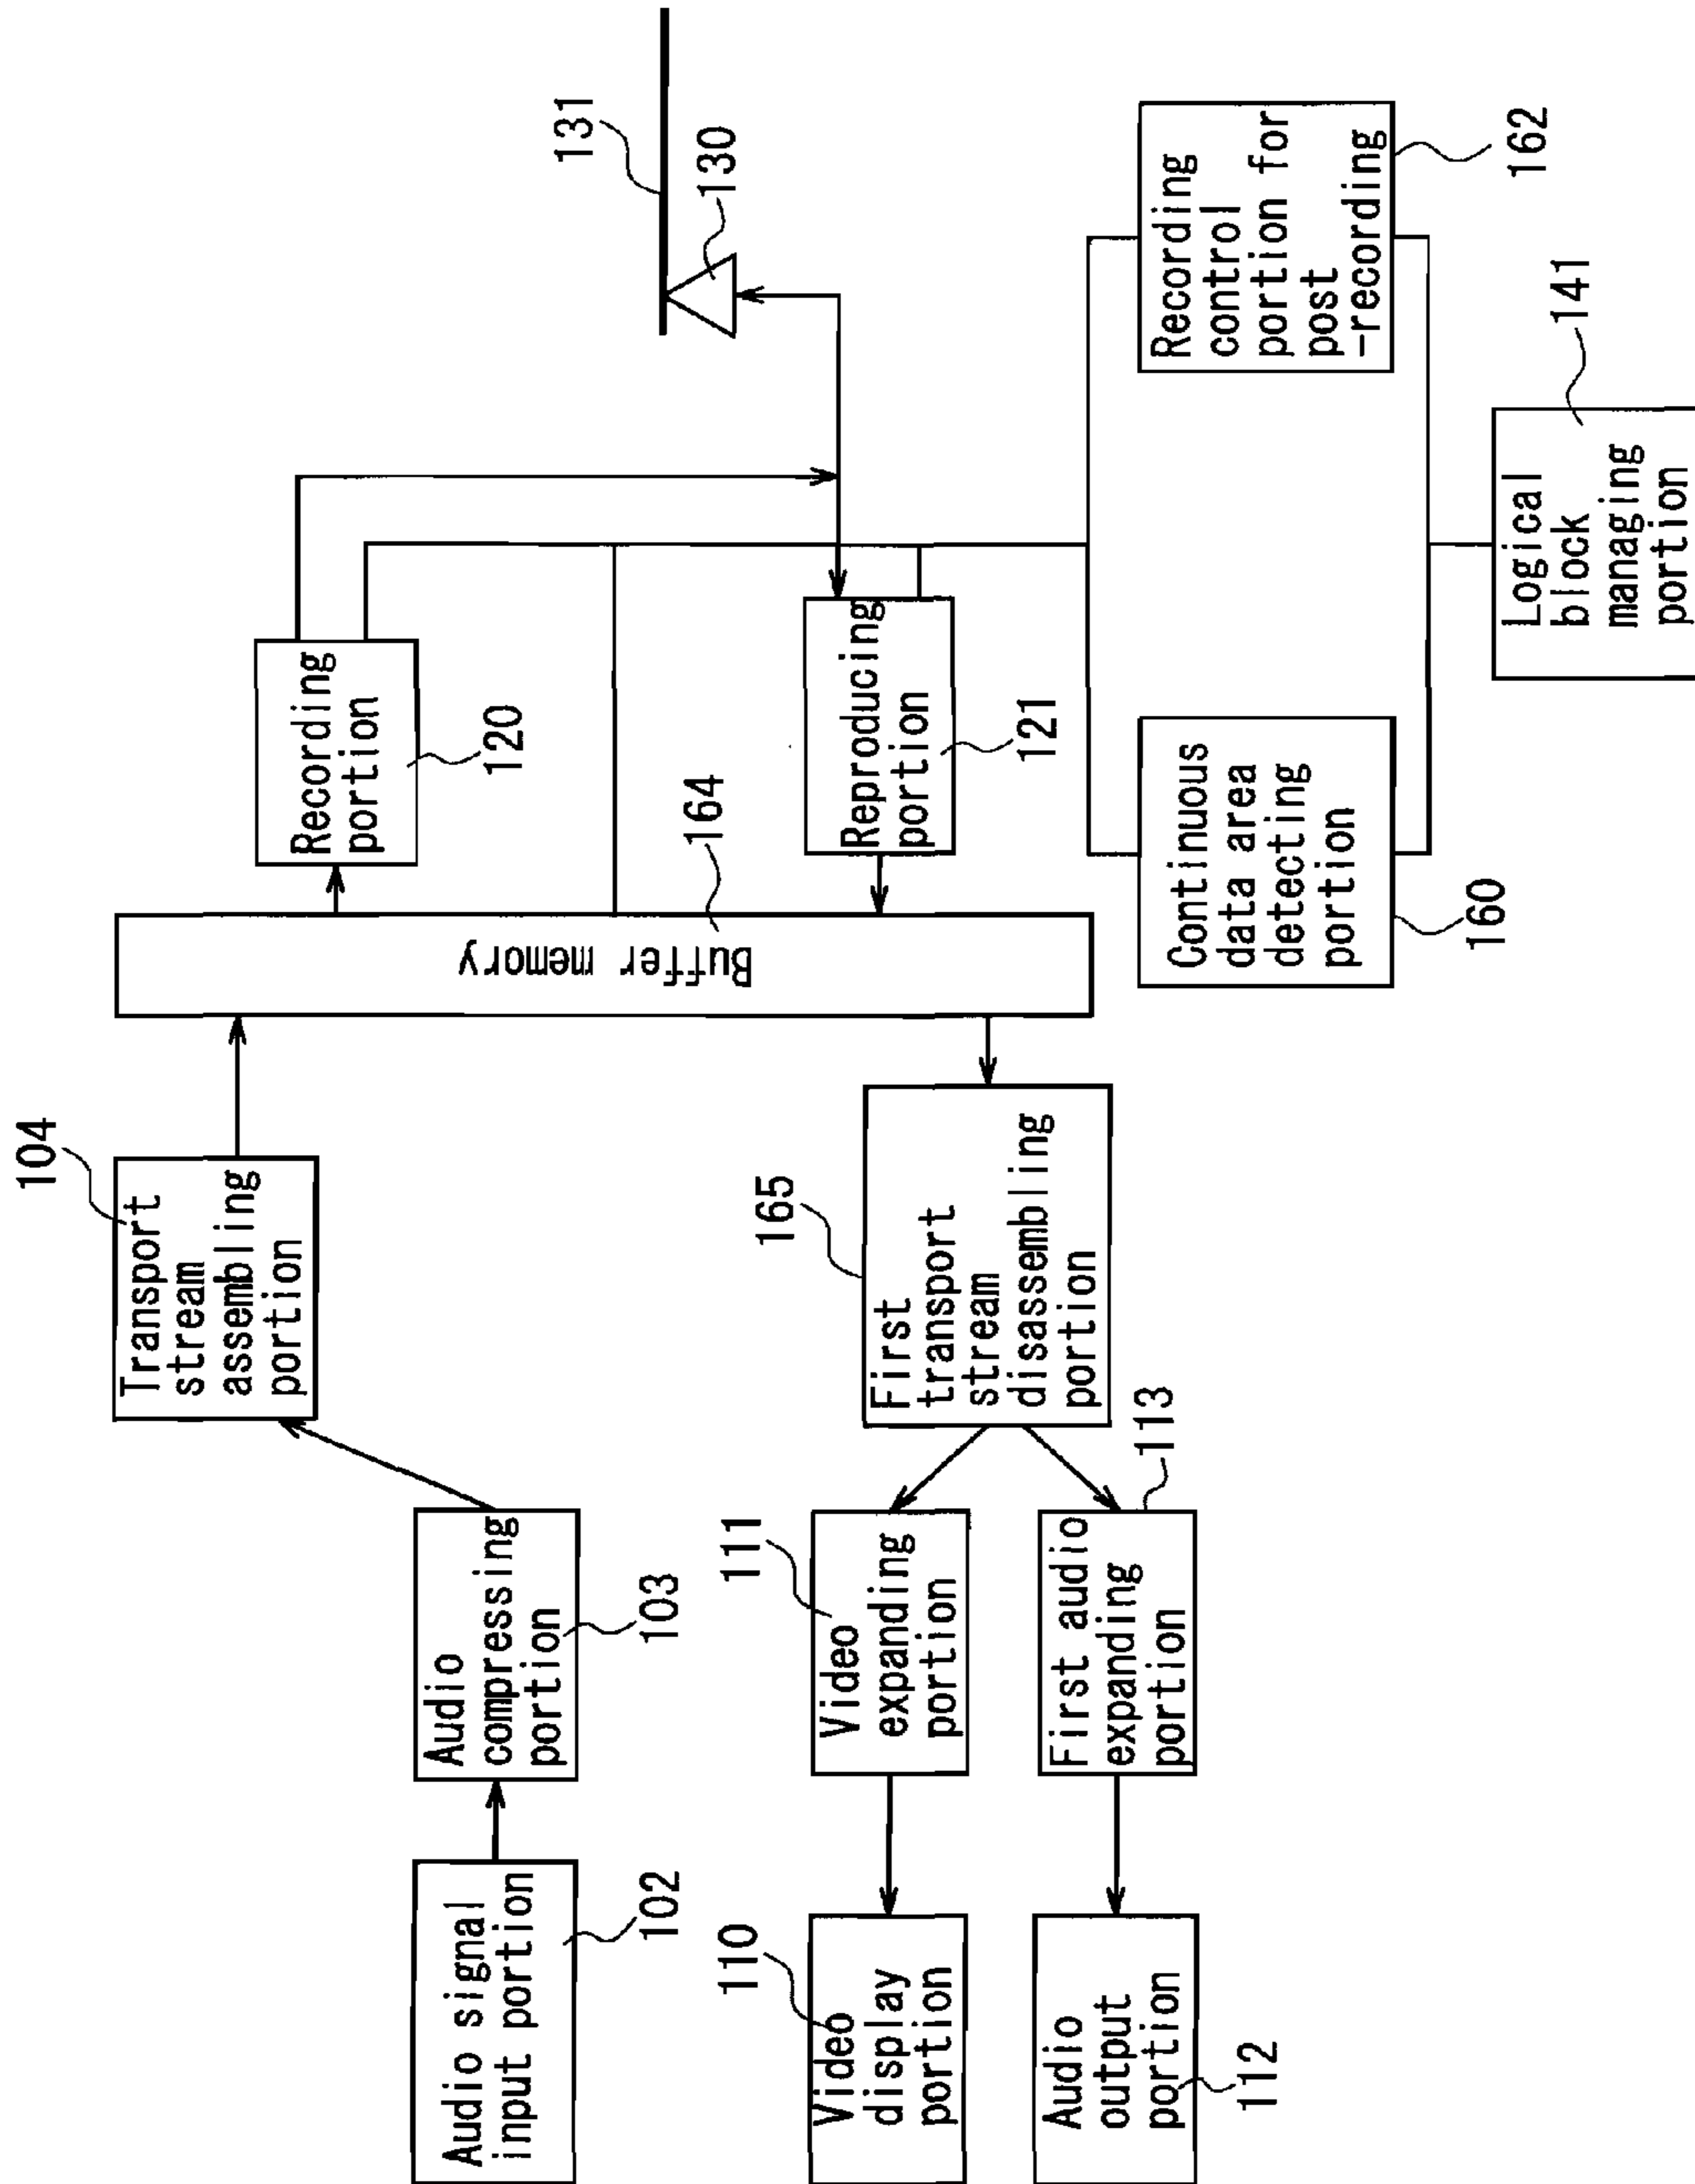 Audio signal
input portion
102
Audio
compressing
portion
103
Transport
stream
assembling
portion
104
Buffer memory
164
Recording
portion
120
131
130
Reproducing
portion
121
First
transport
stream
disassembling
portion
165
Video
expanding
portion
111
Video
display
portion
110
First audio
expanding
portion
113
Audio
output
portion
112
Continuous
data area
detecting
portion
160
Recording
control
portion for
post
-recording
162
Logical
block
managing
portion
141